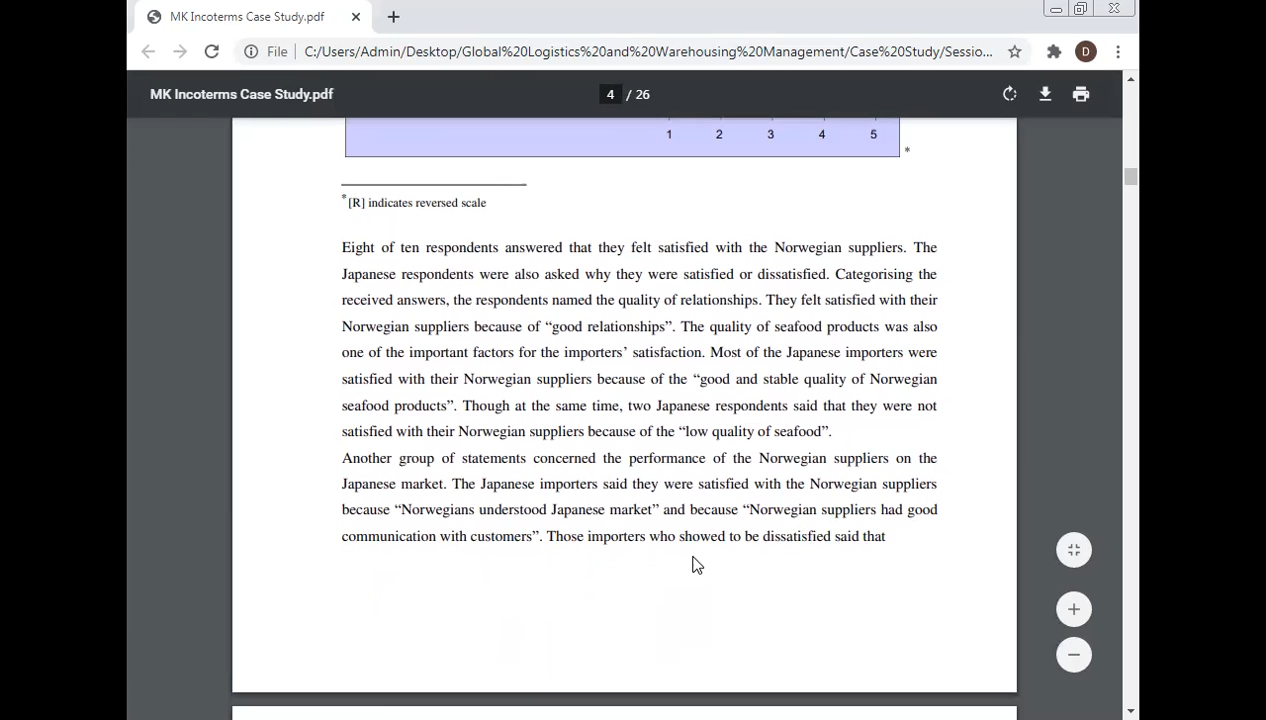 MK Incoterms Case Study.pdf
File C:/Users/Admin/Desktop/Global%20Logistics%20and%20Warehousing%20Management/Case%20Study/Sessio...
D
MK Incoterms Case Study.pdf
4 / 26
1 2 3 4 5
*
* [R] indicates reversed scale
Eight of ten respondents answered that they felt satisfied with the Norwegian suppliers. The
Japanese respondents were also asked why they were satisfied or dissatisfied. Categorising the
received answers, the respondents named the quality of relationships. They felt satisfied with their
Norwegian suppliers because of “good relationships”. The quality of seafood products was also
one of the important factors for the importers’ satisfaction. Most of the Japanese importers were
satisfied with their Norwegian suppliers because of the “good and stable quality of Norwegian
seafood products”. Though at the same time, two Japanese respondents said that they were not
satisfied with their Norwegian suppliers because of the “low quality of seafood”.
Another group of statements concerned the performance of the Norwegian suppliers on the
Japanese market. The Japanese importers said they were satisfied with the Norwegian suppliers
because “Norwegians understood Japanese market” and because “Norwegian suppliers had good
communication with customers”. Those importers who showed to be dissatisfied said that